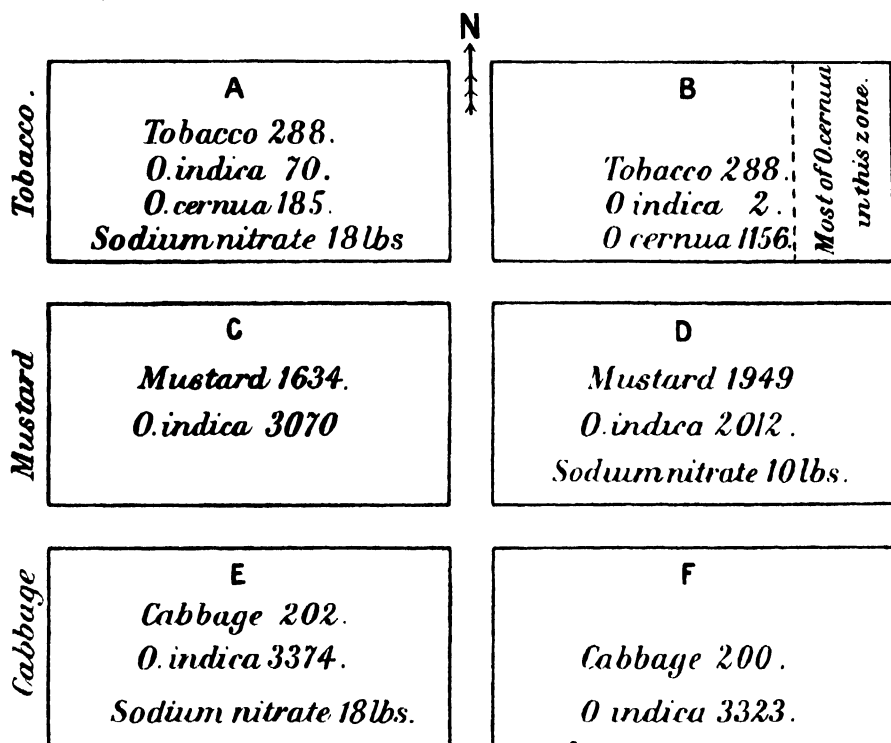 N
Tobacco.
A
Tobacco 288.
O. indica 70.
O. cernua 185.
Sodium nitrate 18 lbs
B
Tobacco 288.
O indica 2.
O cernua 1156.
Most of O. cernua
in this zone.
Mustard
C
Mustard 1634.
O. indica 3070
D
Mustard 1949
O. indica 2012.
Sodium nitrate 10 lbs.
Cabbage
E
Cabbage 202.
O. indica 3374.
Sodium nitrate 18 lbs.
F
Cabbage 200.
O indica 3323.